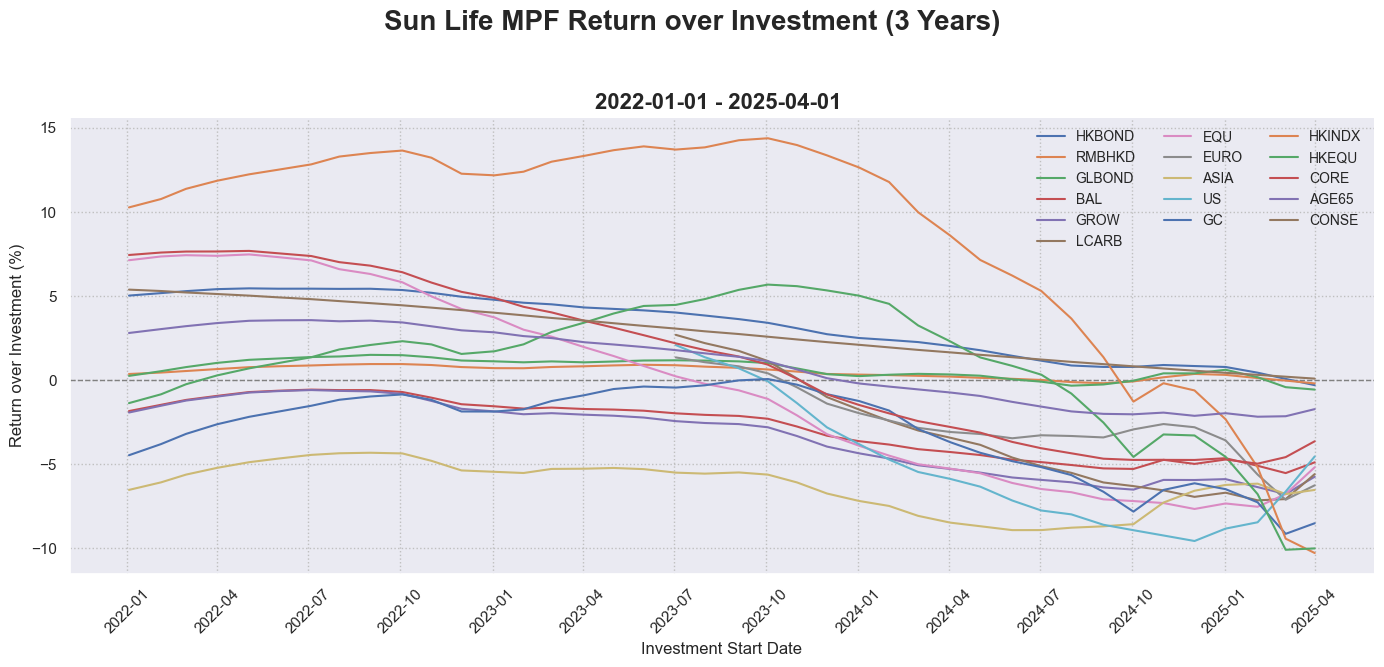 Sun Life MPF Return over Investment (3 Years)
2022-01-01 - 2025-04-01
Return over Investment (%)
15
10
5
0
−5
−10
HKBOND EQU HKINDX
RMBHKD EURO HKEQU
GLBOND ASIA CORE
BAL US AGE65
GROW GC CONSE
LCARB
2022-01 2022-04 2022-07 2022-10 2023-01 2023-04 2023-07 2023-10 2024-01 2024-04 2024-07 2024-10 2025-01 2025-04
Investment Start Date